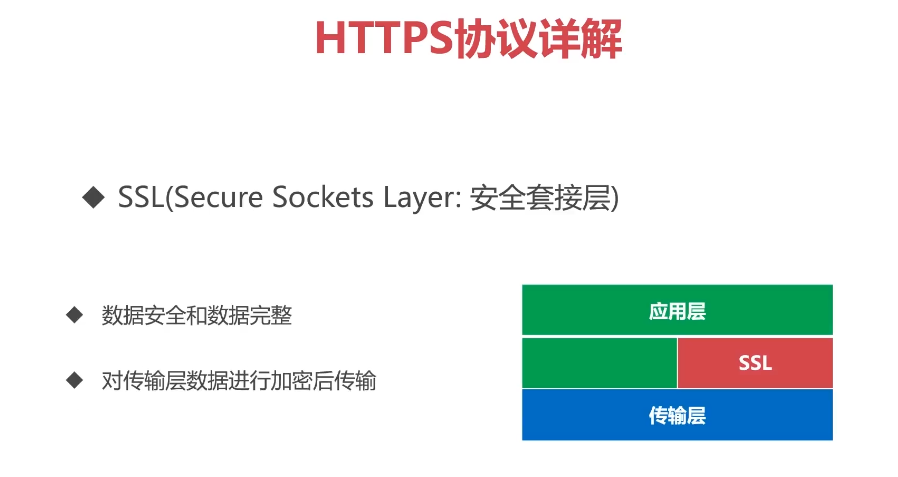 HTTPS协议详解
SSL(Secure Sockets Layer: 安全套接层)
数据安全和数据完整
对传输层数据进行加密后传输
应用层
SSL
传输层